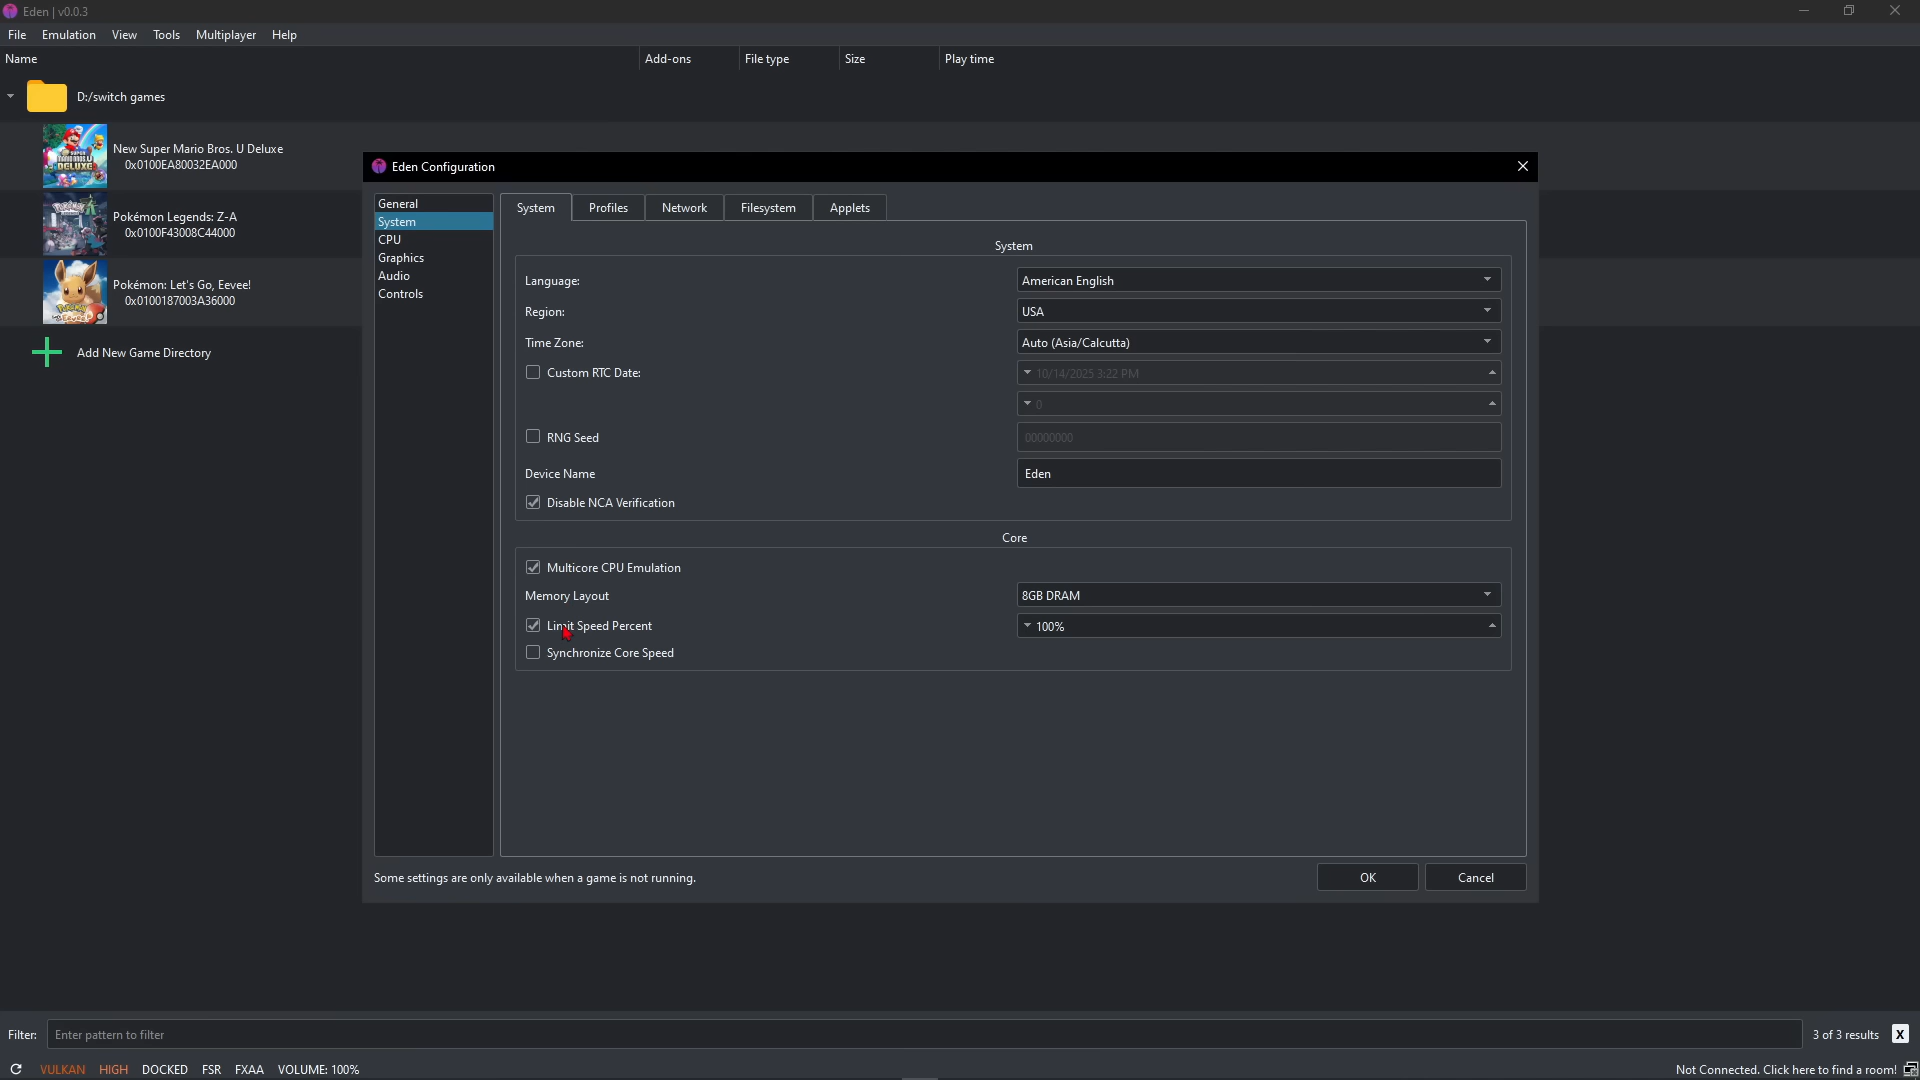 Eden | v0.0.3
File Emulation View Tools Multiplayer Help
Name Add-ons File type Size Play time
D:/switch games
New Super Mario Bros. U Deluxe
0x0100EA80032EA000
Pokémon Legends: Z-A
0x0100F43008C44000
Pokémon: Let's Go, Eevee!
0x0100187003A36000
Add New Game Directory
Eden Configuration
General
System
CPU
Graphics
Audio
Controls
System Profiles Network Filesystem Applets
System
Language: American English
Region: USA
Time Zone: Auto (Asia/Calcutta)
Custom RTC Date: 10/14/2025 3:22 PM
0
RNG Seed 00000000
Device Name Eden
Disable NCA Verification
Core
Multicore CPU Emulation
Memory Layout 8GB DRAM
Limit Speed Percent 100%
Synchronize Core Speed
Some settings are only available when a game is not running.
OK Cancel
Filter: Enter pattern to filter 3 of 3 results X
VULKAN HIGH DOCKED FSR FXAA VOLUME: 100% Not Connected. Click here to find a room!